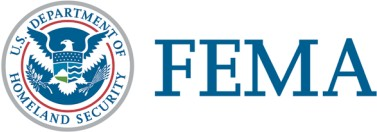 U.S. DEPARTMENT OF
HOMELAND SECURITY
FEMA